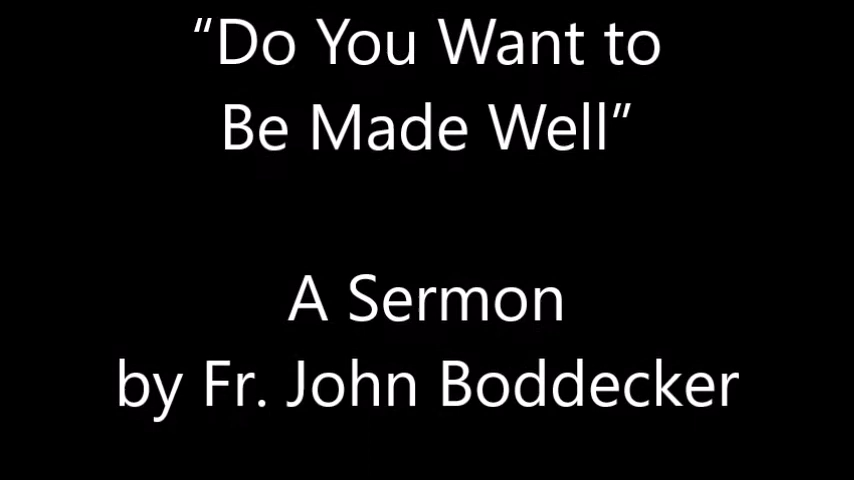 “Do You Want to
Be Made Well”
A Sermon
by Fr. John Boddecker